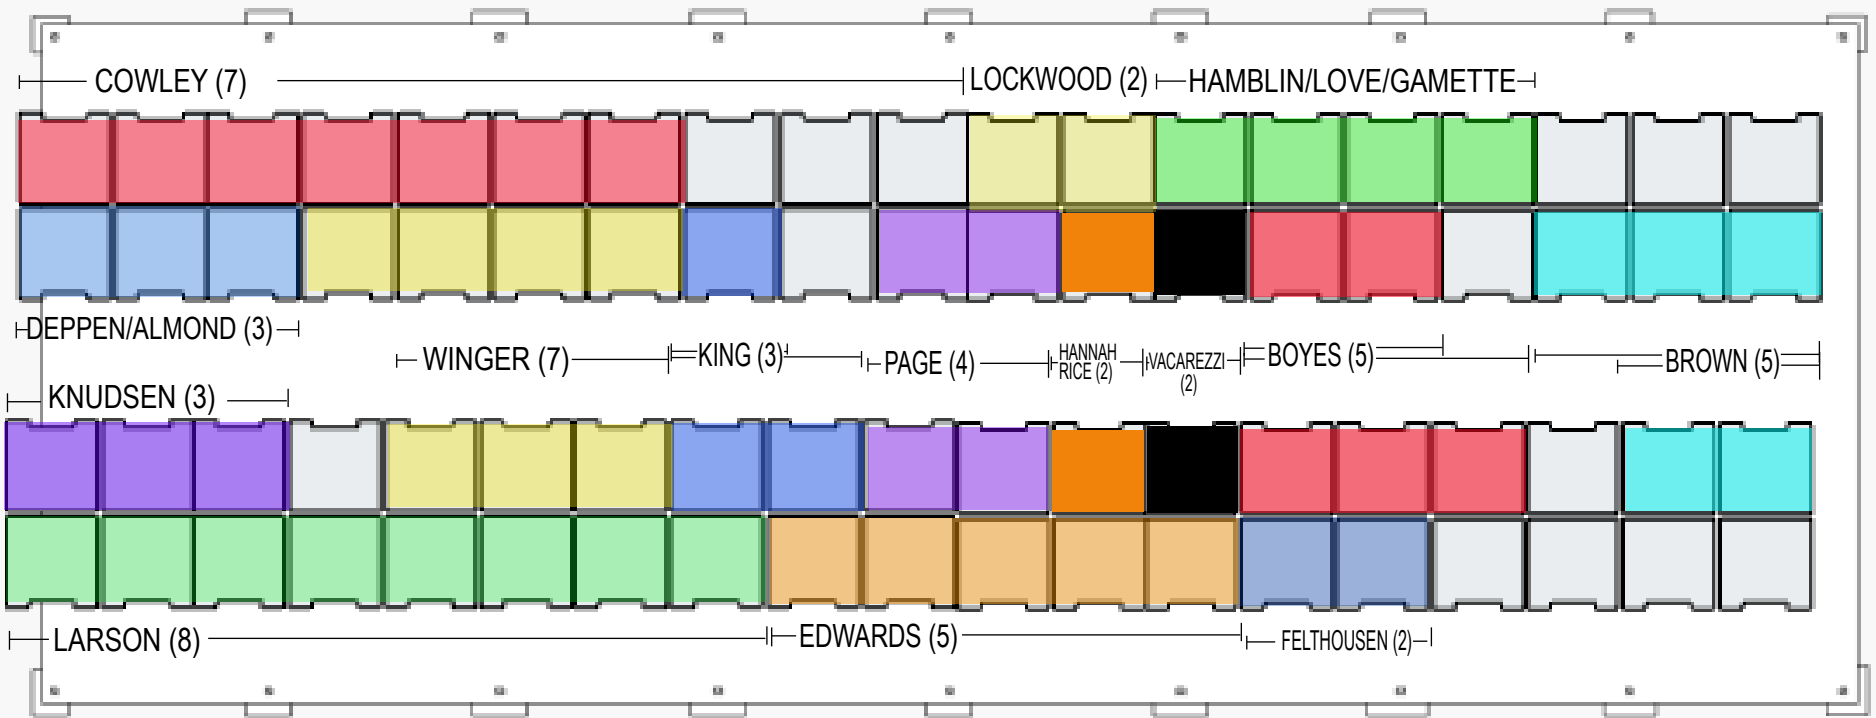 COWLEY (7)
LOCKWOOD (2)
HAMBLIN/LOVE/GAMETTE
DEPPEN/ALMOND (3)
WINGER (7)
KING (3)
PAGE (4)
HANNAH
RICE (2)
VACAREZZI
(2)
BOYES (5)
BROWN (5)
KNUDSEN (3)
LARSON (8)
EDWARDS (5)
FELTHOUSEN (2)